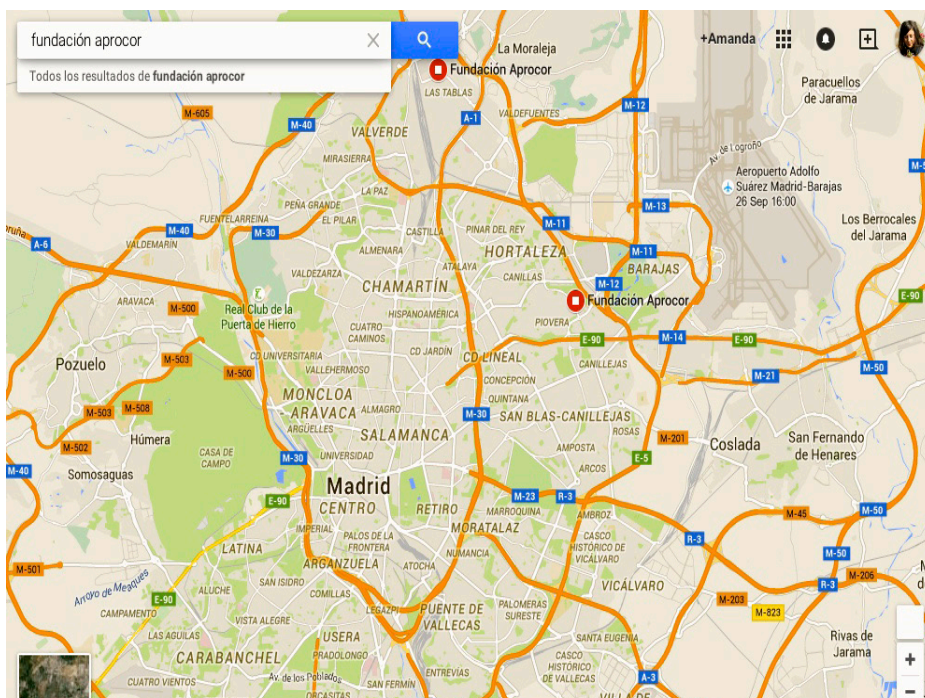 fundación aprocor
Todos los resultados de fundación aprocor
+Amanda
La Moraleja
Fundación Aprocor
LAS TABLAS
Paracuellos
de Jarama
M-605
M-40
A-1
VALDEFUENTES
M-12
VALVERDE
Av. de Logroño
MIRASIERRA
Aeropuerto Adolfo
Suárez Madrid-Barajas
26 Sep 16:00
LA PAZ
PEÑA GRANDE
M-13
FUENTELARREINA
EL PILAR
M-11
Los Berrocales
del Jarama
M-40
M-30
CASTILLA
PINAR DEL REY
A-6
VALDEMARÍN
ALMENARA
HORTALEZA
M-11
ATALAYA
BARAJAS
VALDEZARZA
CANILLAS
M-12
CHAMARTÍN
E-90
ARAVACA
M-500
Real Club de la
Puerta de Hierro
HISPANOAMÉRICA
Fundación Aprocor
CUATRO
CAMINOS
PIOVERA
E-90
M-14
E-90
CD UNIVERSITARIA
CD JARDÍN
CD LINEAL
CANILLEJAS
M-503
Pozuelo
M-500
VALLEHERMOSO
CONCEPCIÓN
M-21
M-50
MONCLOA
-ARAVACA
QUINTANA
M-503
M-508
ALMAGRO
M-30
SAN BLAS-CANILLEJAS
ARGÜELLES
ROSAS
Húmera
SALAMANCA
M-201
Coslada
San Fernando
de Henares
M-502
CASA DE
CAMPO
UNIVERSIDAD
AMPOSTA
M-40
Somosaguas
M-30
ARCOS
E-5
Madrid
E-90
CENTRO
RETIRO
M-23
R-3
MARROQUINA
AMBROZ
M-45
M-50
IMPERIAL
MORATALAZ
PALOS DE LA
FRONTERA
CASCO
HISTÓRICO DE
VICÁLVARO
R-3
LATINA
NUMANCIA
M-50
ARGANZUELA
ATOCHA
M-501
Arroyo de Meaques
SAN ISIDRO
VICÁLVARO
R-3
M-206
ALUCHE
COMILLAS
E-90
LEGAZPI
PUENTE DE
VALLECAS
PALOMERAS
SURESTE
M-203
M-823
CAMPAMENTO
VISTA ALEGRE
LAS AGUILAS
USERA
SANTA EUGENIA
Rivas de
Jarama
CARABANCHEL
PRADOLONGO
CASCO
HISTÓRICO
DE VALLECAS
CUATRO VIENTOS
Av. de los Poblados
A-3
ORCASITAS
SAN FERMÍN
ENTREVÍAS
VILLA DE